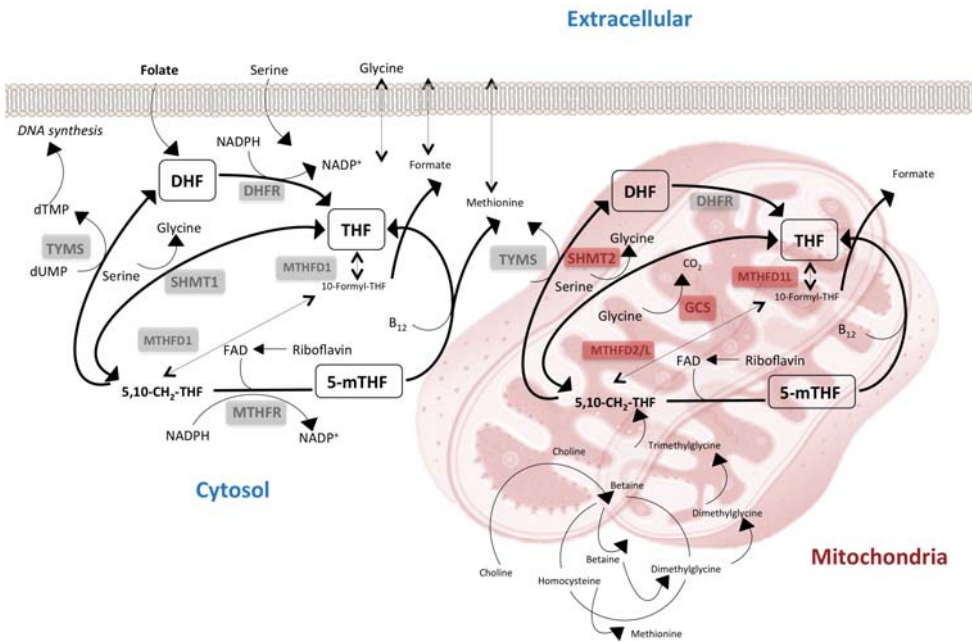 Extracellular
Folate
Serine
Glycine
DNA synthesis
NADPH
NADP+
Formate
DHF
DHFR
dTMP
Glycine
THF
Methionine
TYMS
dUMP
Serine
SHMT1
MTHFD1
10-Formyl-THF
B12
MTHFD1
FAD
Riboflavin
5,10-CH2-THF
5-mTHF
MTHFR
NADPH
NADP+
Cytosol
DHF
DHFR
Formate
THF
TYMS
SHMT2
Glycine
Serine
CO2
MTHFD1L
10-Formyl-THF
Glycine
GCS
B12
MTHFD2/L
FAD
Riboflavin
5,10-CH2-THF
5-mTHF
Choline
Trimethylglycine
Betaine
Dimethylglycine
Mitochondria
Betaine
Choline
Homocysteine
Dimethylglycine
Methionine